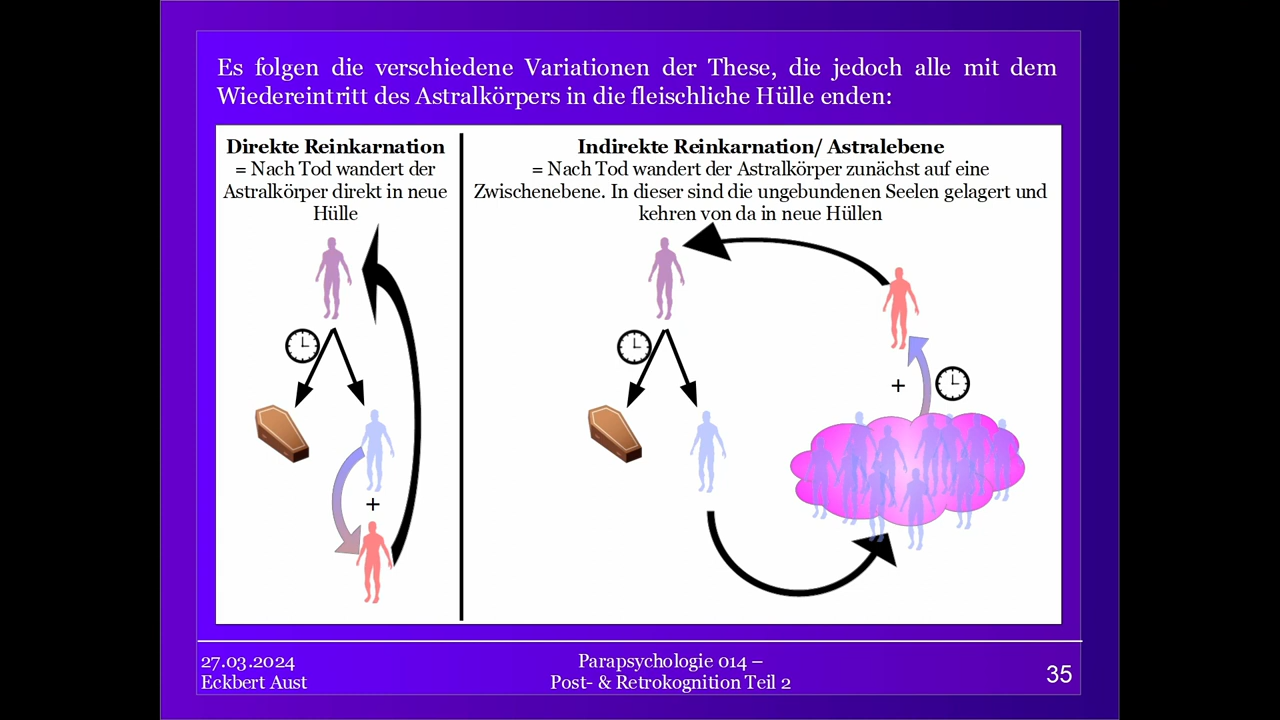 Es folgen die verschiedene Variationen der These, die jedoch alle mit dem
Wiedereintritt des Astralkörpers in die fleischliche Hülle enden:
Direkte Reinkarnation
= Nach Tod wandert der
Astralkörper direkt in neue
Hülle
+
Indirekte Reinkarnation/ Astralebene
= Nach Tod wandert der Astralkörper zunächst auf eine
Zwischenebene. In dieser sind die ungebundenen Seelen gelagert und
kehren von da in neue Hüllen
+
27.03.2024
Eckbert Aust
Parapsychologie 014 –
Post- & Retrokognition Teil 2
35